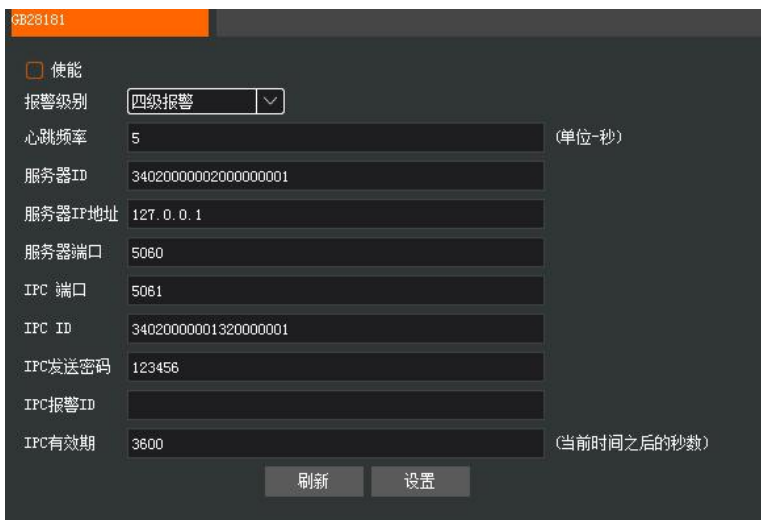 GB28181
使能
报警级别 四级报警
心跳频率 5 (单位-秒)
服务器ID 34020000002000000001
服务器IP地址 127.0.0.1
服务器端口 5060
IPC 端口 5061
IPC ID 34020000001320000001
IPC发送密码 123456
IPC报警ID
IPC有效期 3600 (当前时间之后的秒数)
刷新 设置